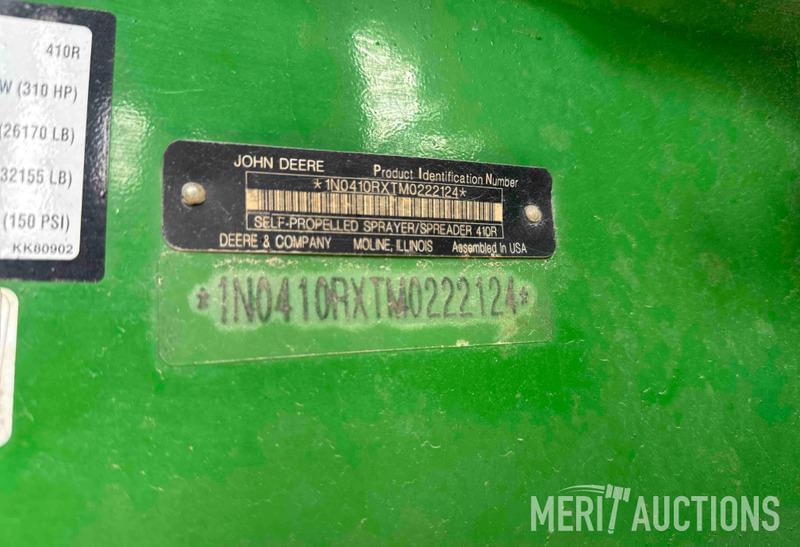 410R
W (310 HP)
(26170 LB)
32155 LB)
(150 PSI)
KK80902
JOHN DEERE Product Identification Number
*1N0410RXTM0222124*
SELF-PROPELLED SPRAYER/SPREADER 410R
DEERE & COMPANY MOLINE, ILLINOIS Assembled in USA
*1N0410RXTM0222124*
MERIT AUCTIONS